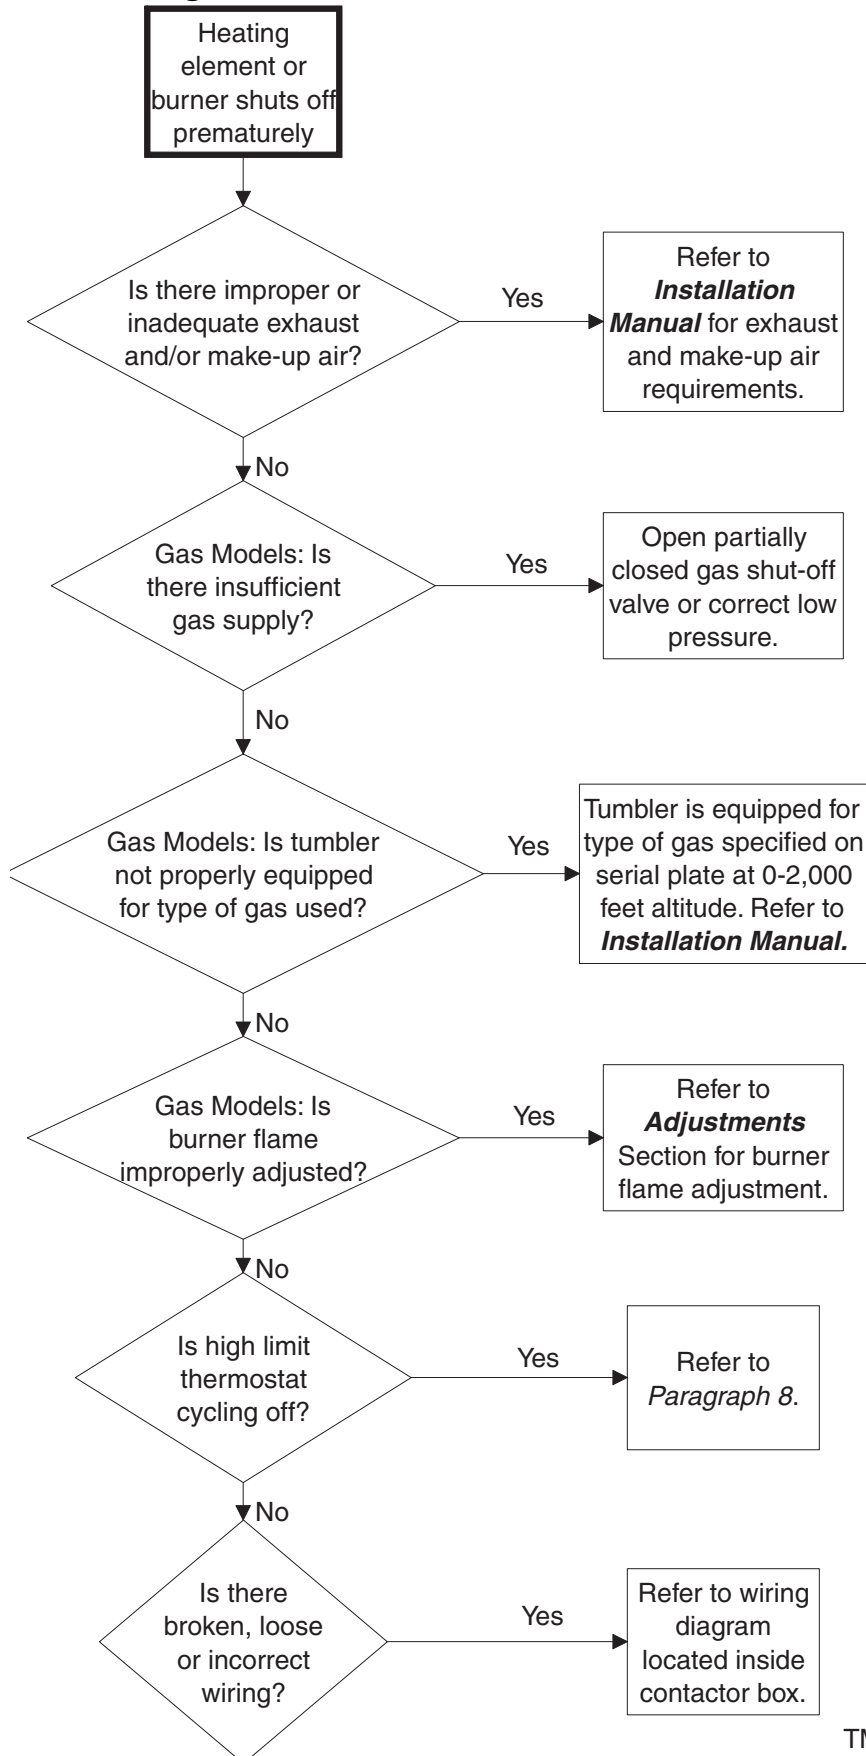 Heating
element or
burner shuts off
prematurely
Is there improper or
inadequate exhaust
and/or make-up air?
Yes
Refer to
Installation
Manual for exhaust
and make-up air
requirements.
No
Gas Models: Is
there insufficient
gas supply?
Yes
Open partially
closed gas shut-off
valve or correct low
pressure.
No
Gas Models: Is tumbler
not properly equipped
for type of gas used?
Yes
Tumbler is equipped for
type of gas specified on
serial plate at 0-2,000
feet altitude. Refer to
Installation Manual.
No
Gas Models: Is
burner flame
improperly adjusted?
Yes
Refer to
Adjustments
Section for burner
flame adjustment.
No
Is high limit
thermostat
cycling off?
Yes
Refer to
Paragraph 8.
No
Is there
broken, loose
or incorrect
wiring?
Yes
Refer to wiring
diagram
located inside
contactor box.